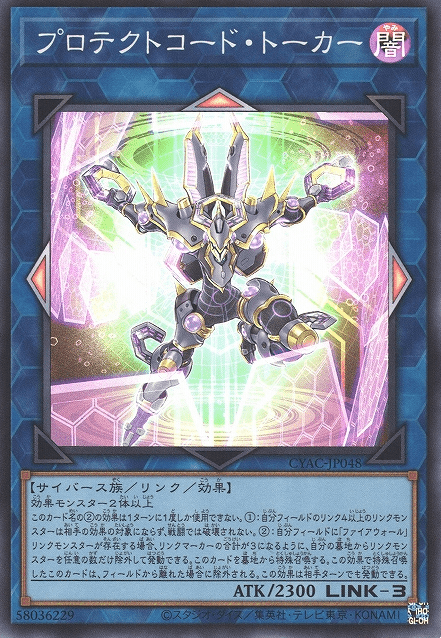 プロテクトコード・トーカー
闇
CYAC-JP048
【サイバース族/リンク/効果】
効果モンスター2体以上
このカード名の②の効果は1ターンに1度しか使用できない。①:自分フィールドのリンク4以上のリンクモン
スターは相手の効果の対象にならず、戦闘では破壊されない。②:自分フィールドに「ファイアウォール」
リンクモンスターが存在する場合、リンクマーカーの合計が3になるように、自分の墓地からリンクモンス
ターを任意の数だけ除外して発動できる。このカードを墓地から特殊召喚する。この効果で特殊召喚
したこのカードは、フィールドから離れた場合に除外される。この効果は相手ターンでも発動できる。
ATK/2300 LINK-3
58036229 ©スタジオ・ダイス/集英社・テレビ東京・KONAMI